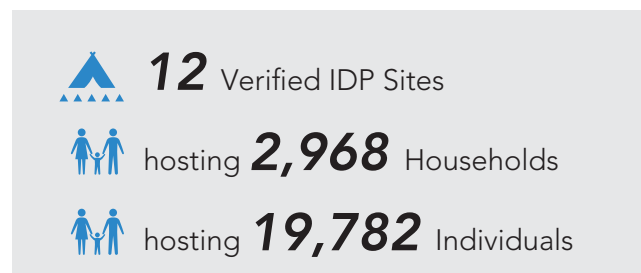 12 Verified IDP Sites
hosting 2,968 Households
hosting 19,782 Individuals